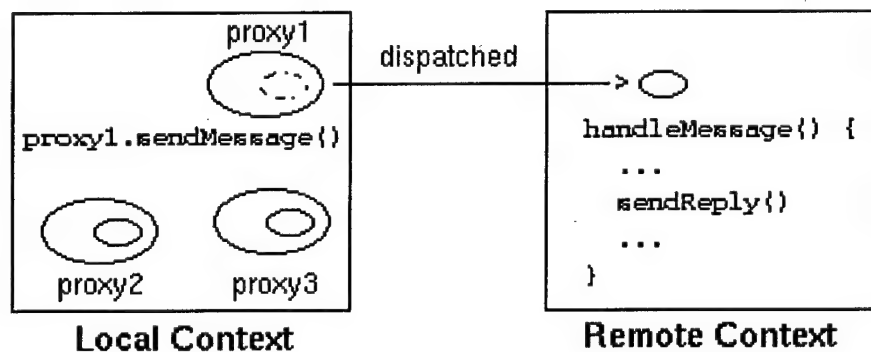 proxy1
dispatched
proxy1.sendMessage()
handleMessage() {
...
sendReply()
...
}
proxy2
proxy3
Local Context
Remote Context